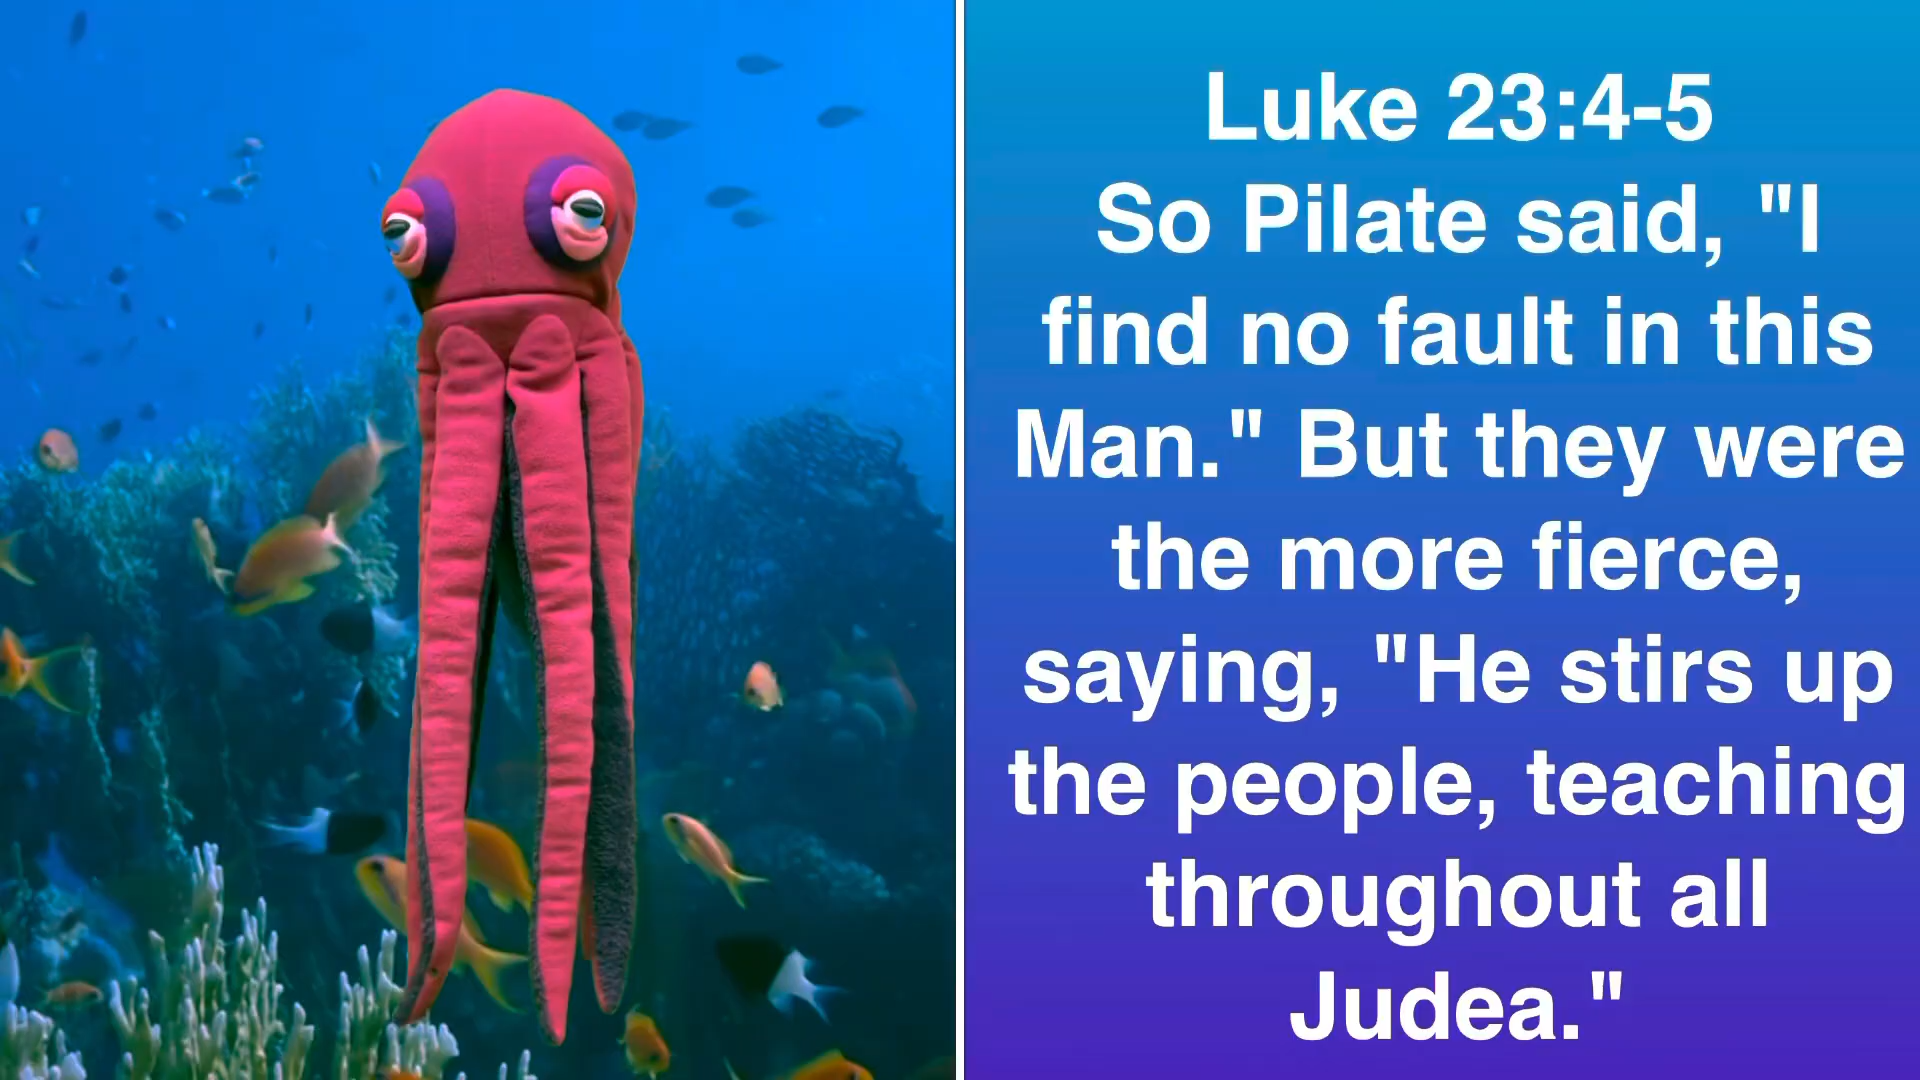 Luke 23:4-5
So Pilate said, "I
find no fault in this
Man." But they were
the more fierce,
saying, "He stirs up
the people, teaching
throughout all
Judea."